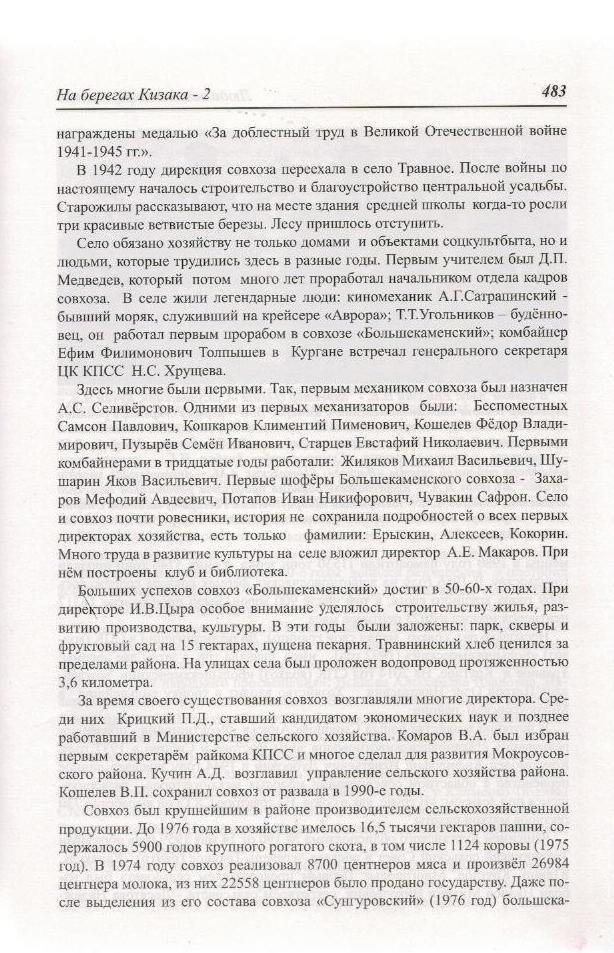 На берегах Кизака - 2 483
награждены медалью «За доблестный труд в Великой Отечественной войне
1941-1945 гг.».
В 1942 году дирекция совхоза переехала в село Травное. После войны по
настоящему началось строительство и благоустройство центральной усадьбы.
Старожилы рассказывают, что на месте здания средней школы когда-то росли
три красивые ветвистые березы. Лесу пришлось отступить.
Село обязано хозяйству не только домами и объектами соцкультбыта, но и
людьми, которые трудились здесь в разные годы. Первым учителем был Д.П.
Медведев, который потом много лет проработал начальником отдела кадров
совхоза. В селе жили легендарные люди: киномеханик А.Г.Сатрапинский -
бывший моряк, служивший на крейсере «Аврора»; Т.Т.Угольников – будённо-
вец, он работал первым прорабом в совхозе «Большекаменский»; комбайнер
Ефим Филимонович Толпышев в Кургане встречал генерального секретаря
ЦК КПСС Н.С. Хрущева.
Здесь многие были первыми. Так, первым механиком совхоза был назначен
А.С. Селивёрстов. Одними из первых механизаторов были: Беспоместных
Самсон Павлович, Кошкаров Климентий Пименович, Кошелев Фёдор Влади-
мирович, Пузырёв Семён Иванович, Старцев Евстафий Николаевич. Первыми
комбайнерами в тридцатые годы работали: Жиляков Михаил Васильевич, Шу-
шарин Яков Васильевич. Первые шофёры Большекаменского совхоза - Заха-
ров Мефодий Авдеевич, Потапов Иван Никифорович, Чувакин Сафрон. Село
и совхоз почти ровесники, история не сохранила подробностей о всех первых
директорах хозяйства, есть только фамилии: Ерыскин, Алексеев, Кокорин.
Много труда в развитие культуры на селе вложил директор А.Е. Макаров. При
нём построены клуб и библиотека.
Больших успехов совхоз «Большекаменский» достиг в 50-60-х годах. При
директоре И.В.Цыра особое внимание уделялось строительству жилья, раз-
витию производства, культуры. В эти годы были заложены: парк, скверы и
фруктовый сад на 15 гектарах, пущена пекарня. Травнинский хлеб ценился за
пределами района. На улицах села был проложен водопровод протяженностью
3,6 километра.
За время своего существования совхоз возглавляли многие директора. Сре-
ди них Крицкий П.Д., ставший кандидатом экономических наук и позднее
работавший в Министерстве сельского хозяйства. Комаров В.А. был избран
первым секретарём райкома КПСС и многое сделал для развития Мокроусов-
ского района. Кучин А.Д. возглавил управление сельского хозяйства района.
Кошелев В.П. сохранил совхоз от развала в 1990-е годы.
Совхоз был крупнейшим в районе производителем сельскохозяйственной
продукции. До 1976 года в хозяйстве имелось 16,5 тысячи гектаров пашни, со-
держалось 5900 голов крупного рогатого скота, в том числе 1124 коровы (1975
год). В 1974 году совхоз реализовал 8700 центнеров мяса и произвёл 26984
центнера молока, из них 22558 центнеров было продано государству. Даже по-
сле выделения из его состава совхоза «Сунгуровский» (1976 год) большека-